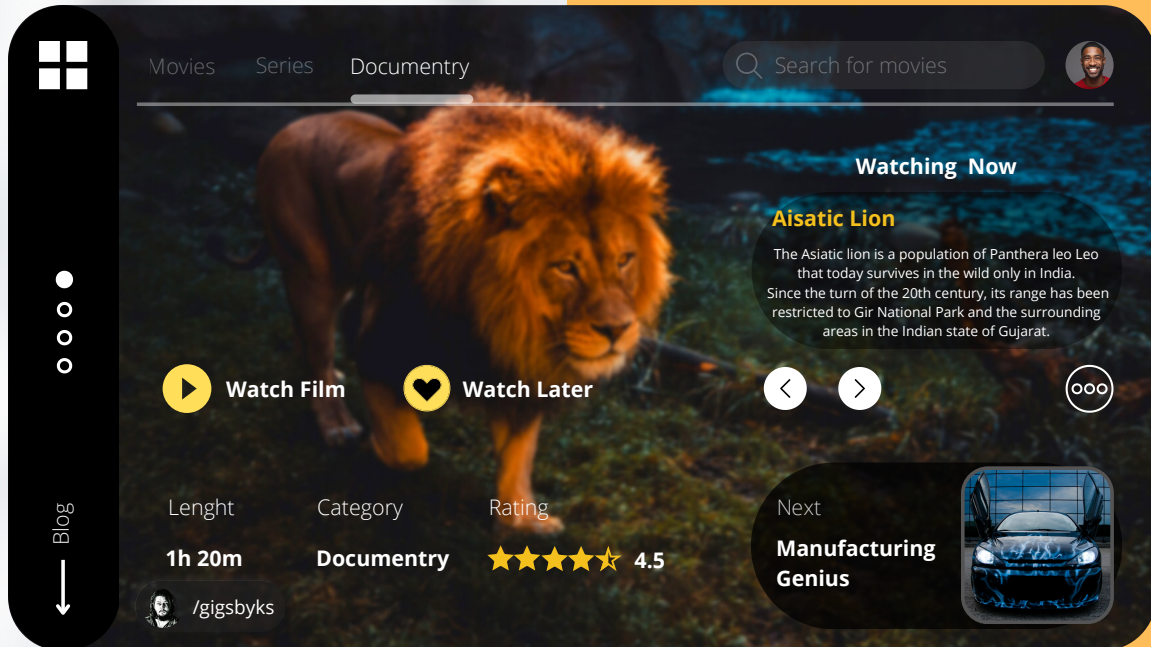 Movies
Series
Documentry
Search for movies
Watching Now
Aisatic Lion
The Asiatic lion is a population of Panthera leo Leo
that today survives in the wild only in India.
Since the turn of the 20th century, its range has been
restricted to Gir National Park and the surrounding
areas in the Indian state of Gujarat.
Watch Film
Watch Later
Lenght
Category
Rating
1h 20m
Documentry
4.5
Next
Manufacturing
Genius
Blog
/gigsbyks